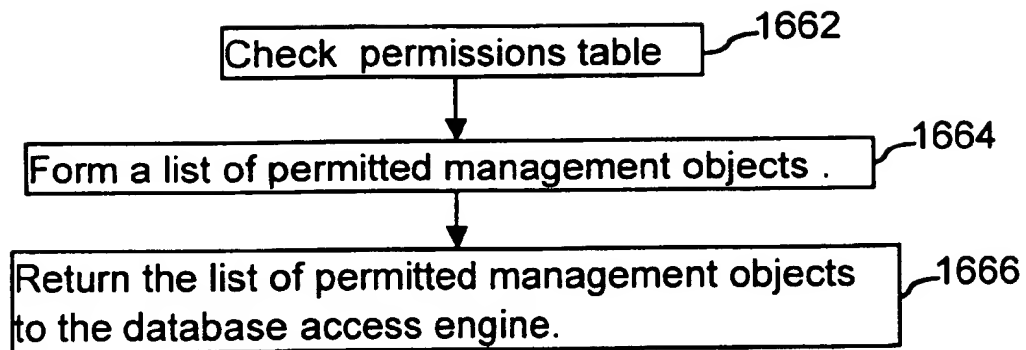 Check permissions table
1662
Form a list of permitted management objects .
1664
Return the list of permitted management objects
to the database access engine.
1666